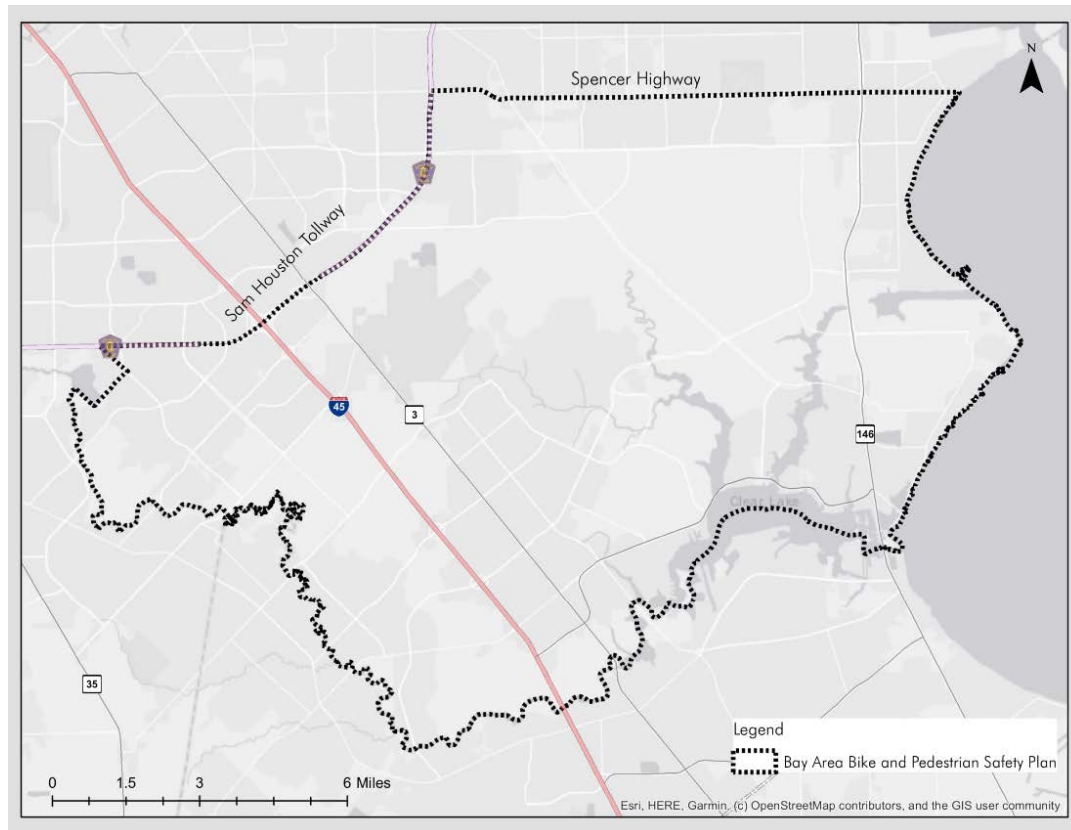 N
Spencer Highway
Sam Houston Tollway
45
3
146
Clear Lake
35
Legend
Bay Area Bike and Pedestrian Safety Plan
0 1.5 3 6 Miles
Esri, HERE, Garmin, (c) OpenStreetMap contributors, and the GIS user community